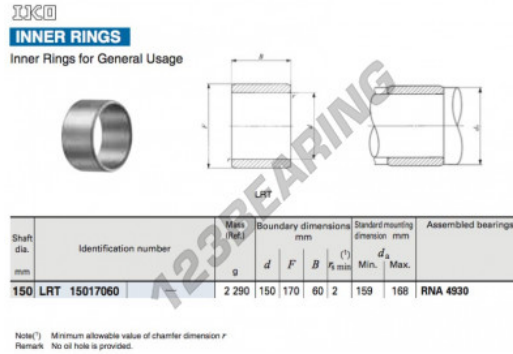 IKO
INNER RINGS
Inner Rings for General Usage
B
r
F
d
r
da
LRT
123BEARING
Shaft dia. mm
Identification number
Mass (Ref.) g
Boundary dimensions mm
d F B rs min (1)
Standard mounting dimension mm
da
Min. Max.
Assembled bearings
150 LRT 15017060 — 2 290 150 170 60 2 159 168 RNA 4930
Note(1) Minimum allowable value of chamfer dimension r
Remark No oil hole is provided.